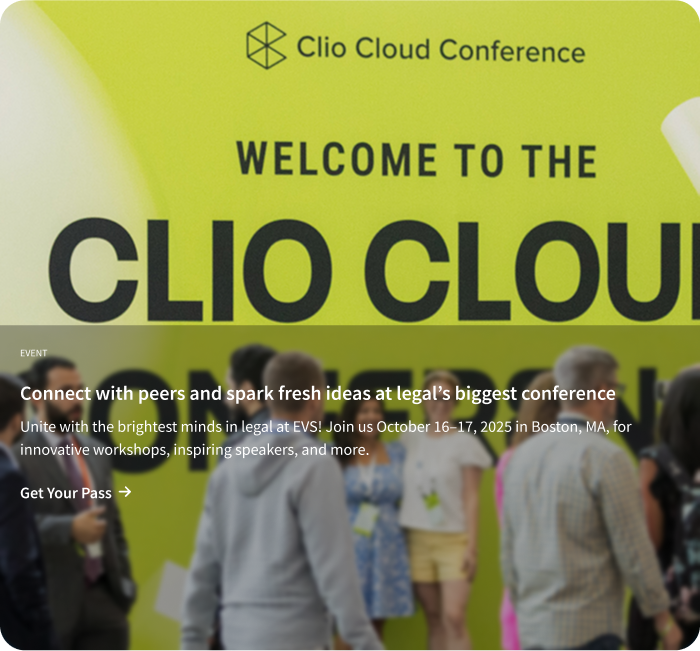 Clio Cloud Conference
WELCOME TO THE
CLIO CLOU
EVENT
Connect with peers and spark fresh ideas at legal’s biggest conference
Unite with the brightest minds in legal at EVS! Join us October 16–17, 2025 in Boston, MA, for
innovative workshops, inspiring speakers, and more.
Get Your Pass →